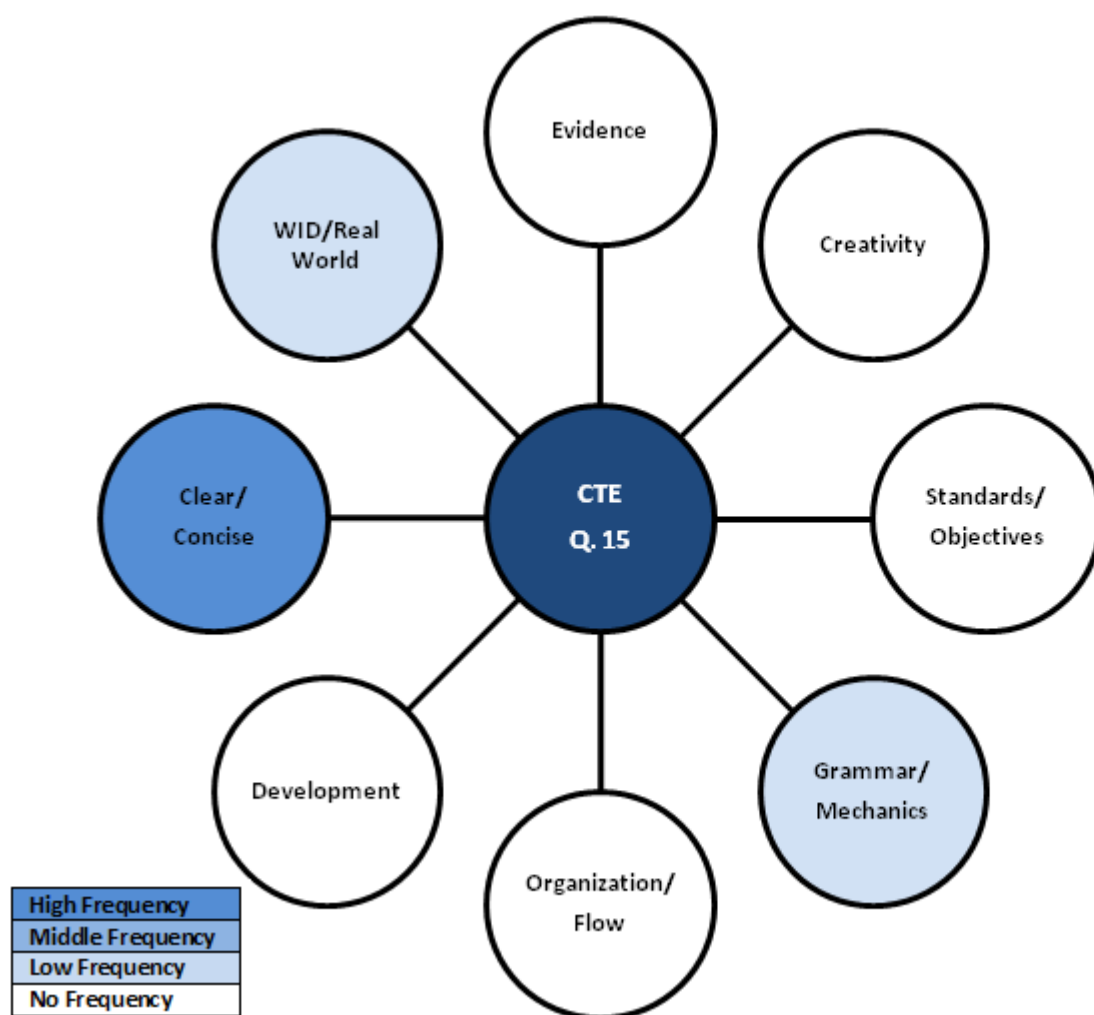 Evidence
WID/Real
World
Creativity
Clear/
Concise
CTE
Q. 15
Standards/
Objectives
Development
Grammar/
Mechanics
Organization/
Flow
High Frequency
Middle Frequency
Low Frequency
No Frequency